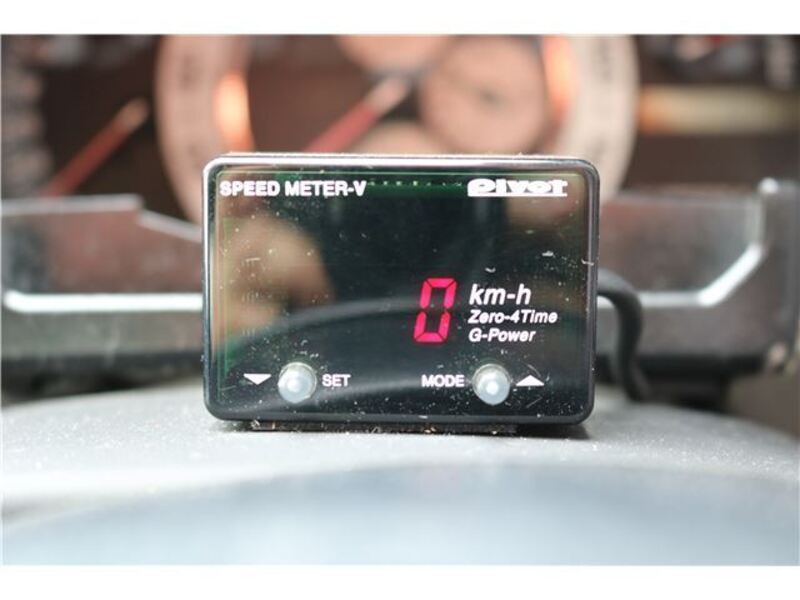 SPEED METER-V pivot
0 km-h
Zero-4Time
G-Power
SET MODE